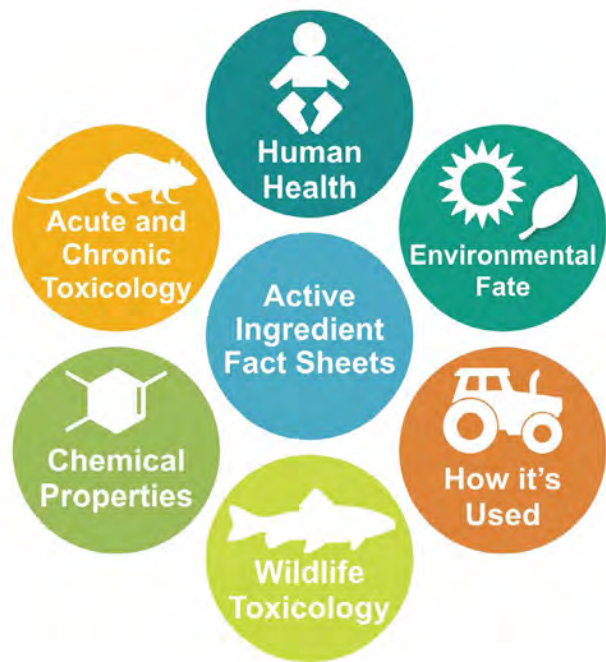 Human
Health
Acute and
Chronic
Toxicology
Environmental
Fate
Active
Ingredient
Fact Sheets
Chemical
Properties
How it's
Used
Wildlife
Toxicology